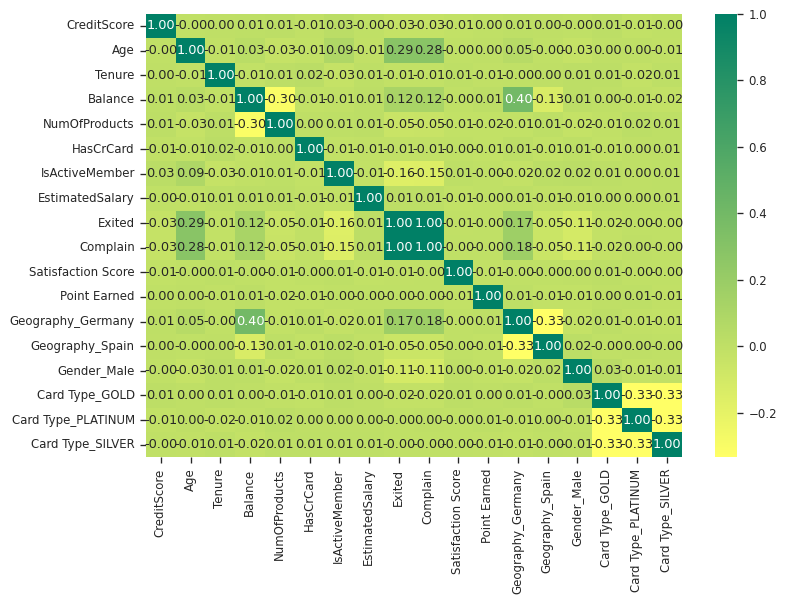 CreditScore 1.00 -0.00 0.00 0.01 0.01 -0.01 0.03 -0.00 -0.03 -0.03 -0.01 0.00 0.01 0.00 -0.00 0.01 -0.01 -0.00
Age -0.00 1.00 -0.01 0.03 -0.03 -0.01 0.09 -0.01 0.29 0.28 -0.00 0.00 0.05 -0.00 -0.03 0.00 0.00 -0.01
Tenure 0.00 -0.01 1.00 -0.01 0.01 0.02 -0.03 0.01 -0.01 -0.01 0.01 -0.01 -0.00 0.00 0.01 0.01 -0.02 0.01
Balance 0.01 0.03 -0.01 1.00 -0.30 -0.01 -0.01 0.01 0.12 0.12 -0.00 0.01 0.40 -0.13 0.01 0.00 -0.01 -0.02
NumOfProducts 0.01 -0.03 0.01 -0.30 1.00 0.00 0.01 0.01 -0.05 -0.05 -0.01 -0.02 -0.01 0.01 -0.02 -0.01 0.02 0.01
HasCrCard -0.01 -0.01 0.02 -0.01 0.00 1.00 -0.01 -0.01 -0.01 -0.01 -0.00 -0.01 0.01 -0.01 0.01 -0.01 0.00 0.01
IsActiveMember 0.03 0.09 -0.03 -0.01 0.01 -0.01 1.00 -0.01 -0.16 -0.15 0.01 -0.00 -0.02 0.02 0.02 0.01 -0.00 0.01
EstimatedSalary -0.00 -0.01 0.01 0.01 0.01 -0.01 -0.01 1.00 0.01 0.01 -0.01 -0.00 0.01 -0.01 -0.01 0.01 -0.00 0.01
Exited -0.03 0.29 -0.01 0.12 -0.05 -0.01 -0.16 0.01 1.00 1.00 -0.01 -0.00 0.17 -0.05 -0.11 -0.02 -0.00 -0.00
Complain -0.03 0.28 -0.01 0.12 -0.05 -0.01 -0.15 0.01 1.00 1.00 -0.00 -0.00 0.18 -0.05 -0.11 -0.02 0.00 -0.00
Satisfaction Score -0.01 -0.00 0.01 -0.00 -0.01 -0.00 0.01 -0.01 -0.01 -0.00 1.00 -0.01 -0.00 -0.00 0.00 0.01 -0.00 -0.00
Point Earned 0.00 0.00 -0.01 0.01 -0.02 -0.01 -0.00 -0.00 -0.00 -0.00 -0.01 1.00 0.01 -0.01 -0.01 0.00 0.01 -0.01
Geography_Germany 0.01 0.05 -0.00 0.40 -0.01 0.01 -0.02 0.01 0.17 0.18 -0.00 0.01 1.00 -0.33 -0.02 0.01 -0.01 -0.01
Geography_Spain 0.00 -0.00 0.00 -0.13 0.01 -0.01 0.02 -0.01 -0.05 -0.05 -0.00 -0.01 -0.33 1.00 0.02 -0.00 0.00 -0.00
Gender_Male -0.00 -0.03 0.01 0.01 -0.02 0.01 0.02 -0.01 -0.11 -0.11 0.00 -0.01 -0.02 0.02 1.00 0.03 -0.01 -0.01
Card Type_GOLD 0.01 0.00 0.01 0.00 -0.01 -0.01 0.01 0.01 -0.02 -0.02 0.01 0.00 0.01 -0.00 0.03 1.00 -0.33 -0.33
Card Type_PLATINUM -0.01 0.00 -0.02 -0.01 0.02 0.00 -0.00 -0.00 -0.00 0.00 -0.00 0.01 -0.01 0.00 -0.01 -0.33 1.00 -0.33
Card Type_SILVER -0.00 -0.01 0.01 -0.02 0.01 0.01 0.01 0.01 -0.00 -0.00 -0.00 -0.01 -0.01 -0.00 -0.01 -0.33 -0.33 1.00
CreditScore
Age
Tenure
Balance
NumOfProducts
HasCrCard
IsActiveMember
EstimatedSalary
Exited
Complain
Satisfaction Score
Point Earned
Geography_Germany
Geography_Spain
Gender_Male
Card Type_GOLD
Card Type_PLATINUM
Card Type_SILVER
1.0
0.8
0.6
0.4
0.2
0.0
−0.2